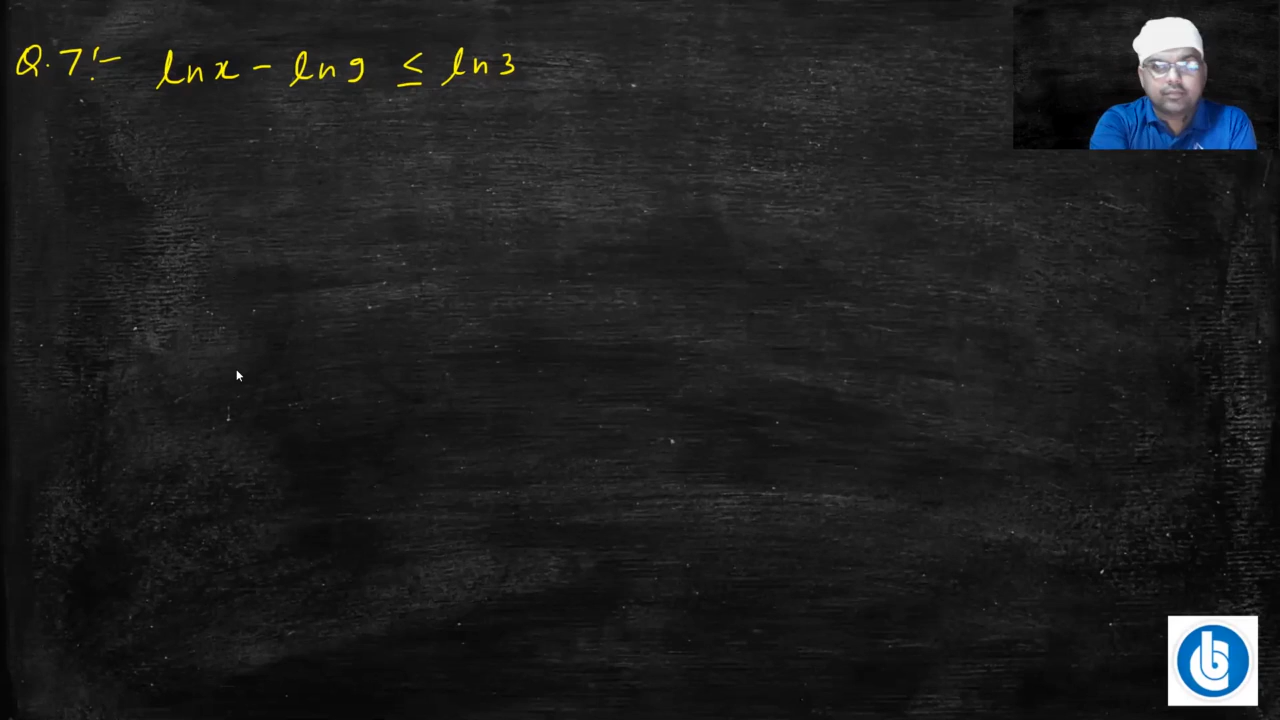 Q.7:- ln x - ln 9 ≤ ln 3